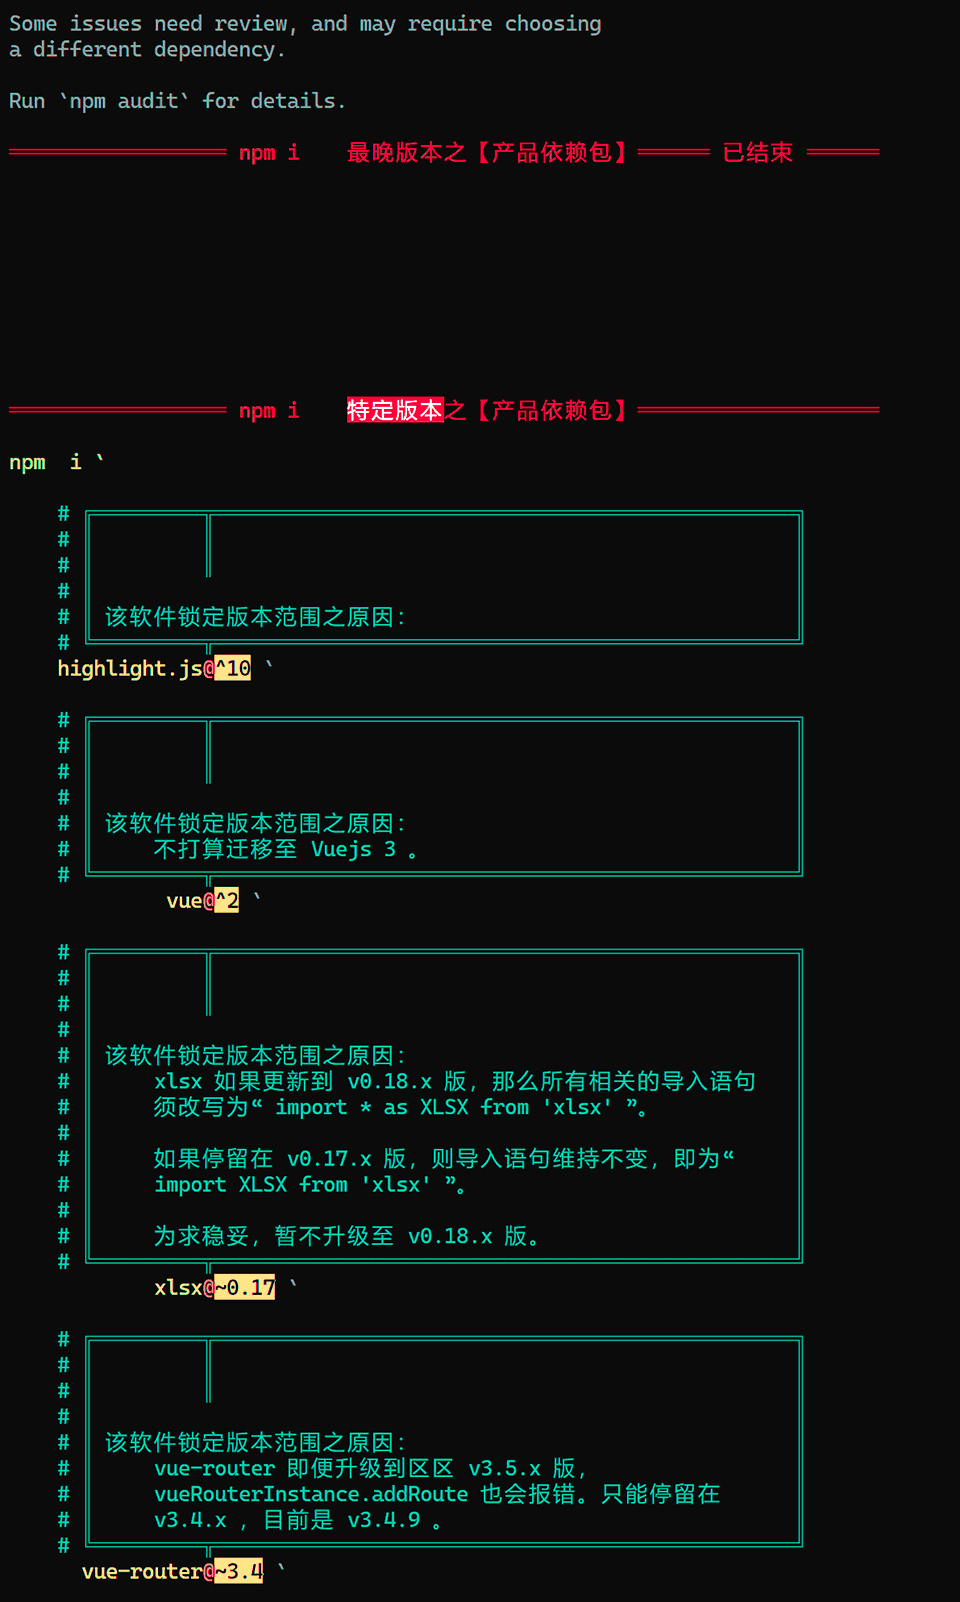 Some issues need review, and may require choosing
a different dependency.
Run `npm audit` for details.
════════════════== npm i 最晚版本之【产品依赖包】══════ 已结束 ══════
══════════════════ npm i 特定版本之【产品依赖包】════════════════════
npm i `
#
#
#
#
# 该软件锁定版本范围之原因：
#
highlight.js@^10 `
#
#
#
#
# 该软件锁定版本范围之原因：
# 不打算迁移至 Vuejs 3 。
#
vue@^2 `
#
#
#
#
# 该软件锁定版本范围之原因：
# xlsx 如果更新到 v0.18.x 版，那么所有相关的导入语句
# 须改写为“ import * as XLSX from 'xlsx' ”。
#
# 如果停留在 v0.17.x 版，则导入语句维持不变，即为“
# import XLSX from 'xlsx' ”。
#
# 为求稳妥，暂不升级至 v0.18.x 版。
#
xlsx@~0.17 `
#
#
#
#
# 该软件锁定版本范围之原因：
# vue-router 即便升级到区区 v3.5.x 版，
# vueRouterInstance.addRoute 也会报错。只能停留在
# v3.4.x ，目前是 v3.4.9 。
#
vue-router@~3.4 `